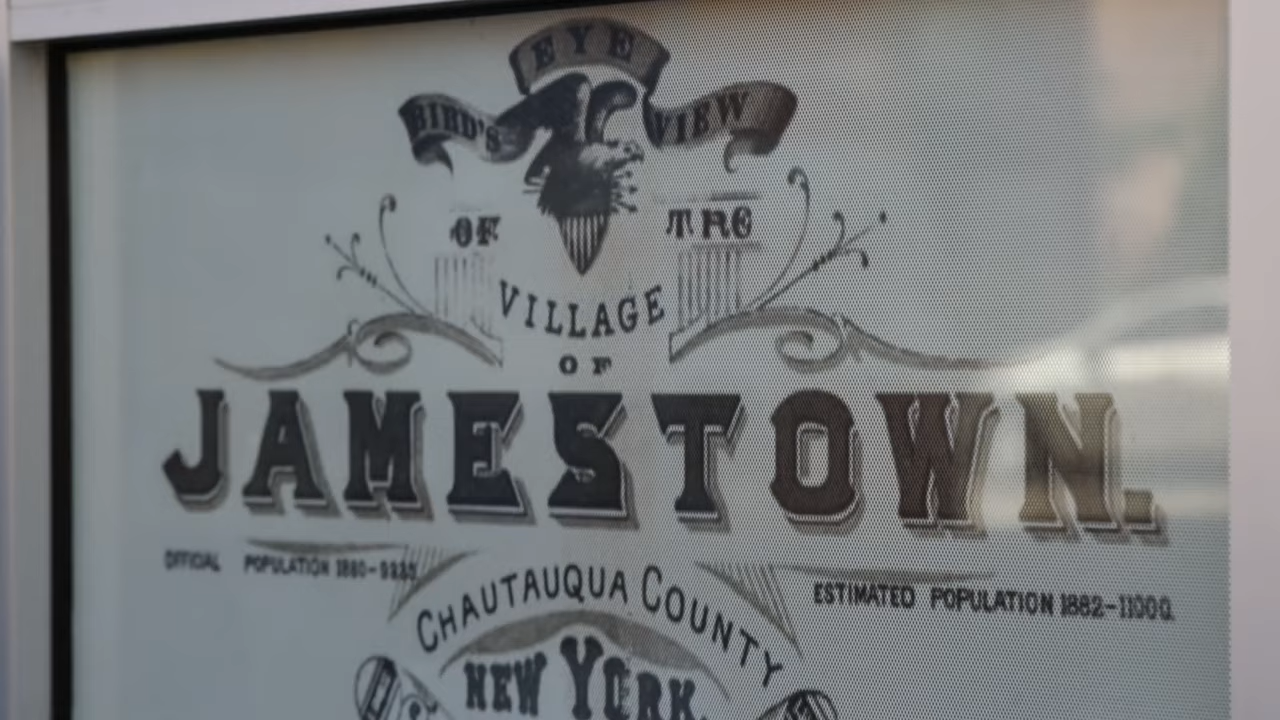 EYE
BIRD'S VIEW
OF THE
VILLAGE
OF
JAMESTOWN.
OFFICIAL POPULATION 1880-
ESTIMATED POPULATION 1882-11000.
CHAUTAUQUA COUNTY
NEW YORK.